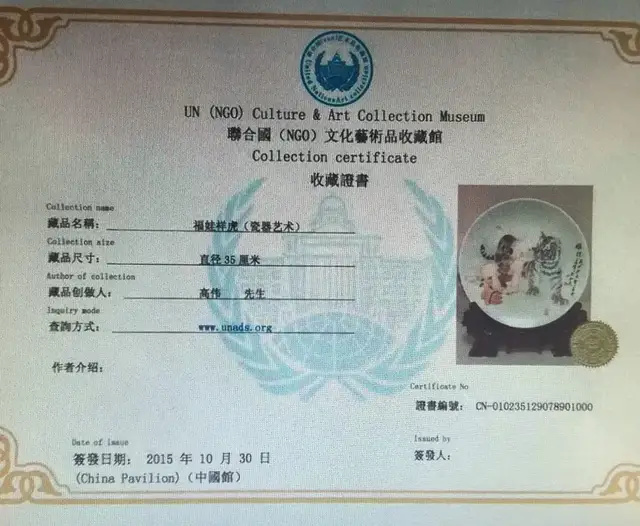 UN (NGO) Culture & Art Collection Museum
聯合國（NGO）文化藝術品收藏館
Collection certificate
收藏證書
Collection name
藏品名稱： 福娃祥虎（瓷器艺术）
Collection size
藏品尺寸： 直径35厘米
Author of collection
藏品创做人： 高伟 先生
Inquiry mode
查詢方式： www.unads.org
作者介紹：
Certificate No
證書編號： CN-010235129078901000
Date of issue
簽發日期： 2015 年 10 月 30 日
(China Pavilion)（中國館）
Issued by
簽發人：